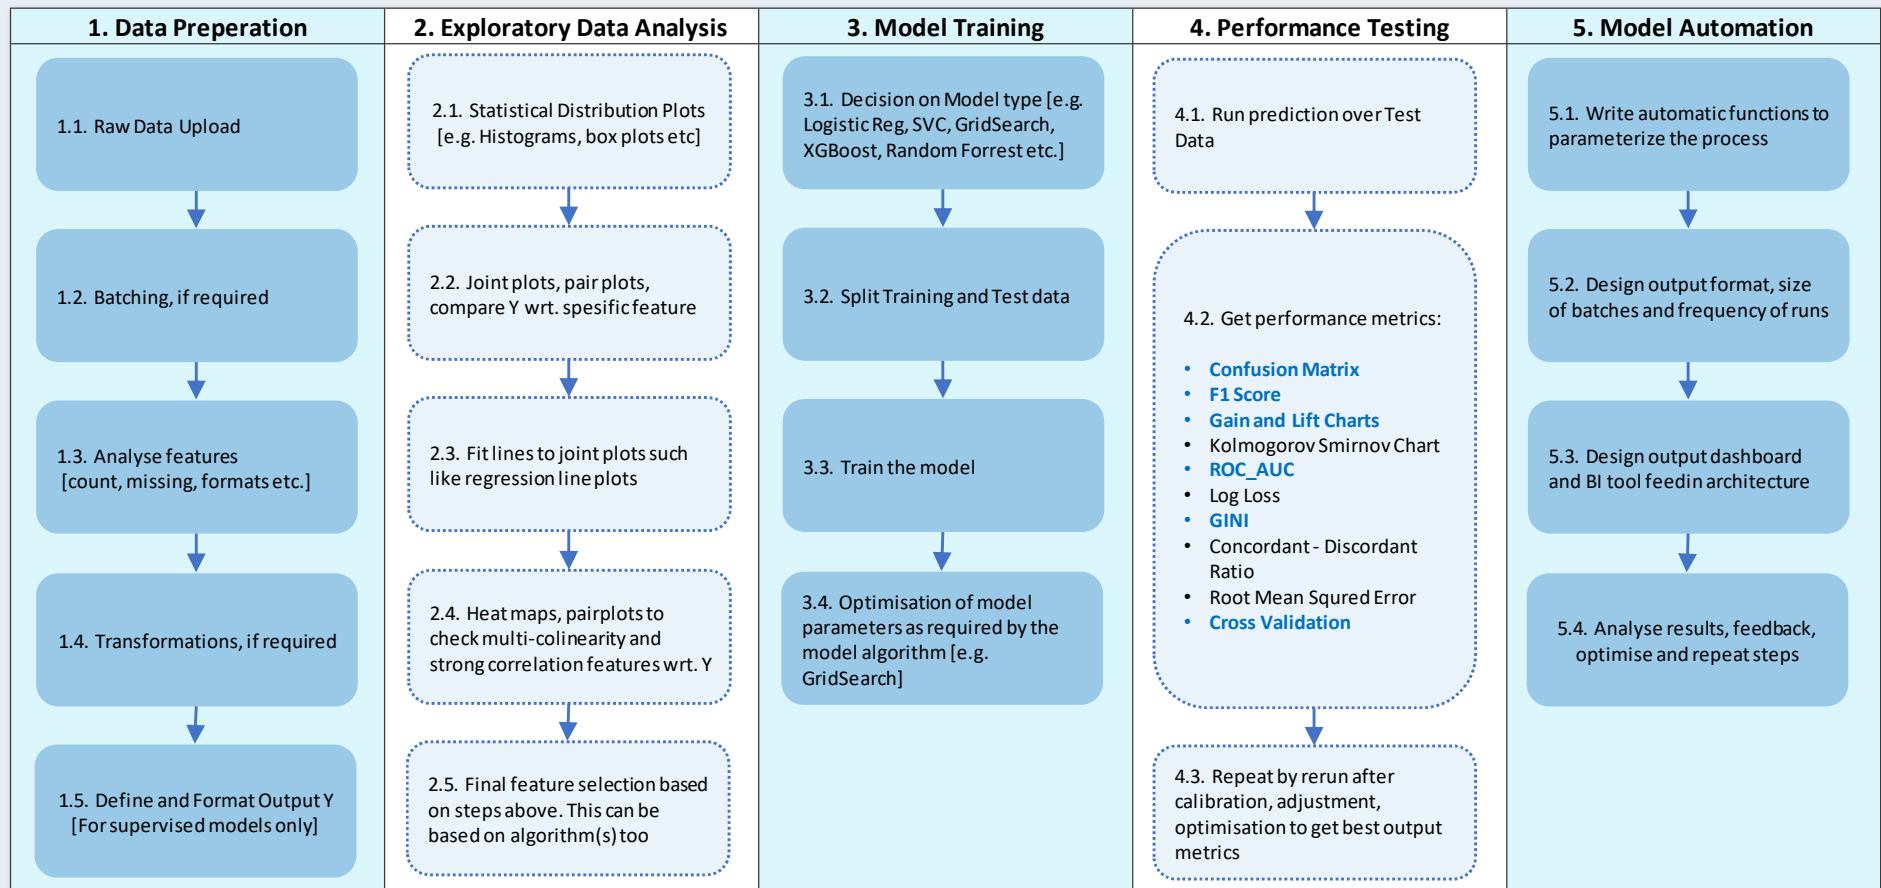 1. Data Preperation
1.1. Raw Data Upload
1.2. Batching, if required
1.3. Analyse features
[count, missing, formats etc.]
1.4. Transformations, if required
1.5. Define and Format Output Y
[For supervised models only]
2. Exploratory Data Analysis
2.1. Statistical Distribution Plots
[e.g. Histograms, box plots etc]
2.2. Joint plots, pair plots,
compare Y wrt. spesific feature
2.3. Fit lines to joint plots such
like regression line plots
2.4. Heat maps, pairplots to
check multi-colinearity and
strong correlation features wrt. Y
2.5. Final feature selection based
on steps above. This can be
based on algorithm(s) too
3. Model Training
3.1. Decision on Model type [e.g.
Logistic Reg, SVC, GridSearch,
XGBoost, Random Forrest etc.]
3.2. Split Training and Test data
3.3. Train the model
3.4. Optimisation of model
parameters as required by the
model algorithm [e.g.
GridSearch]
4. Performance Testing
4.1. Run prediction over Test
Data
4.2. Get performance metrics:
• Confusion Matrix
• F1 Score
• Gain and Lift Charts
• Kolmogorov Smirnov Chart
• ROC_AUC
• Log Loss
• GINI
• Concordant - Discordant
Ratio
• Root Mean Squred Error
• Cross Validation
4.3. Repeat by rerun after
calibration, adjustment,
optimisation to get best output
metrics
5. Model Automation
5.1. Write automatic functions to
parameterize the process
5.2. Design output format, size
of batches and frequency of runs
5.3. Design output dashboard
and BI tool feedin architecture
5.4. Analyse results, feedback,
optimise and repeat steps